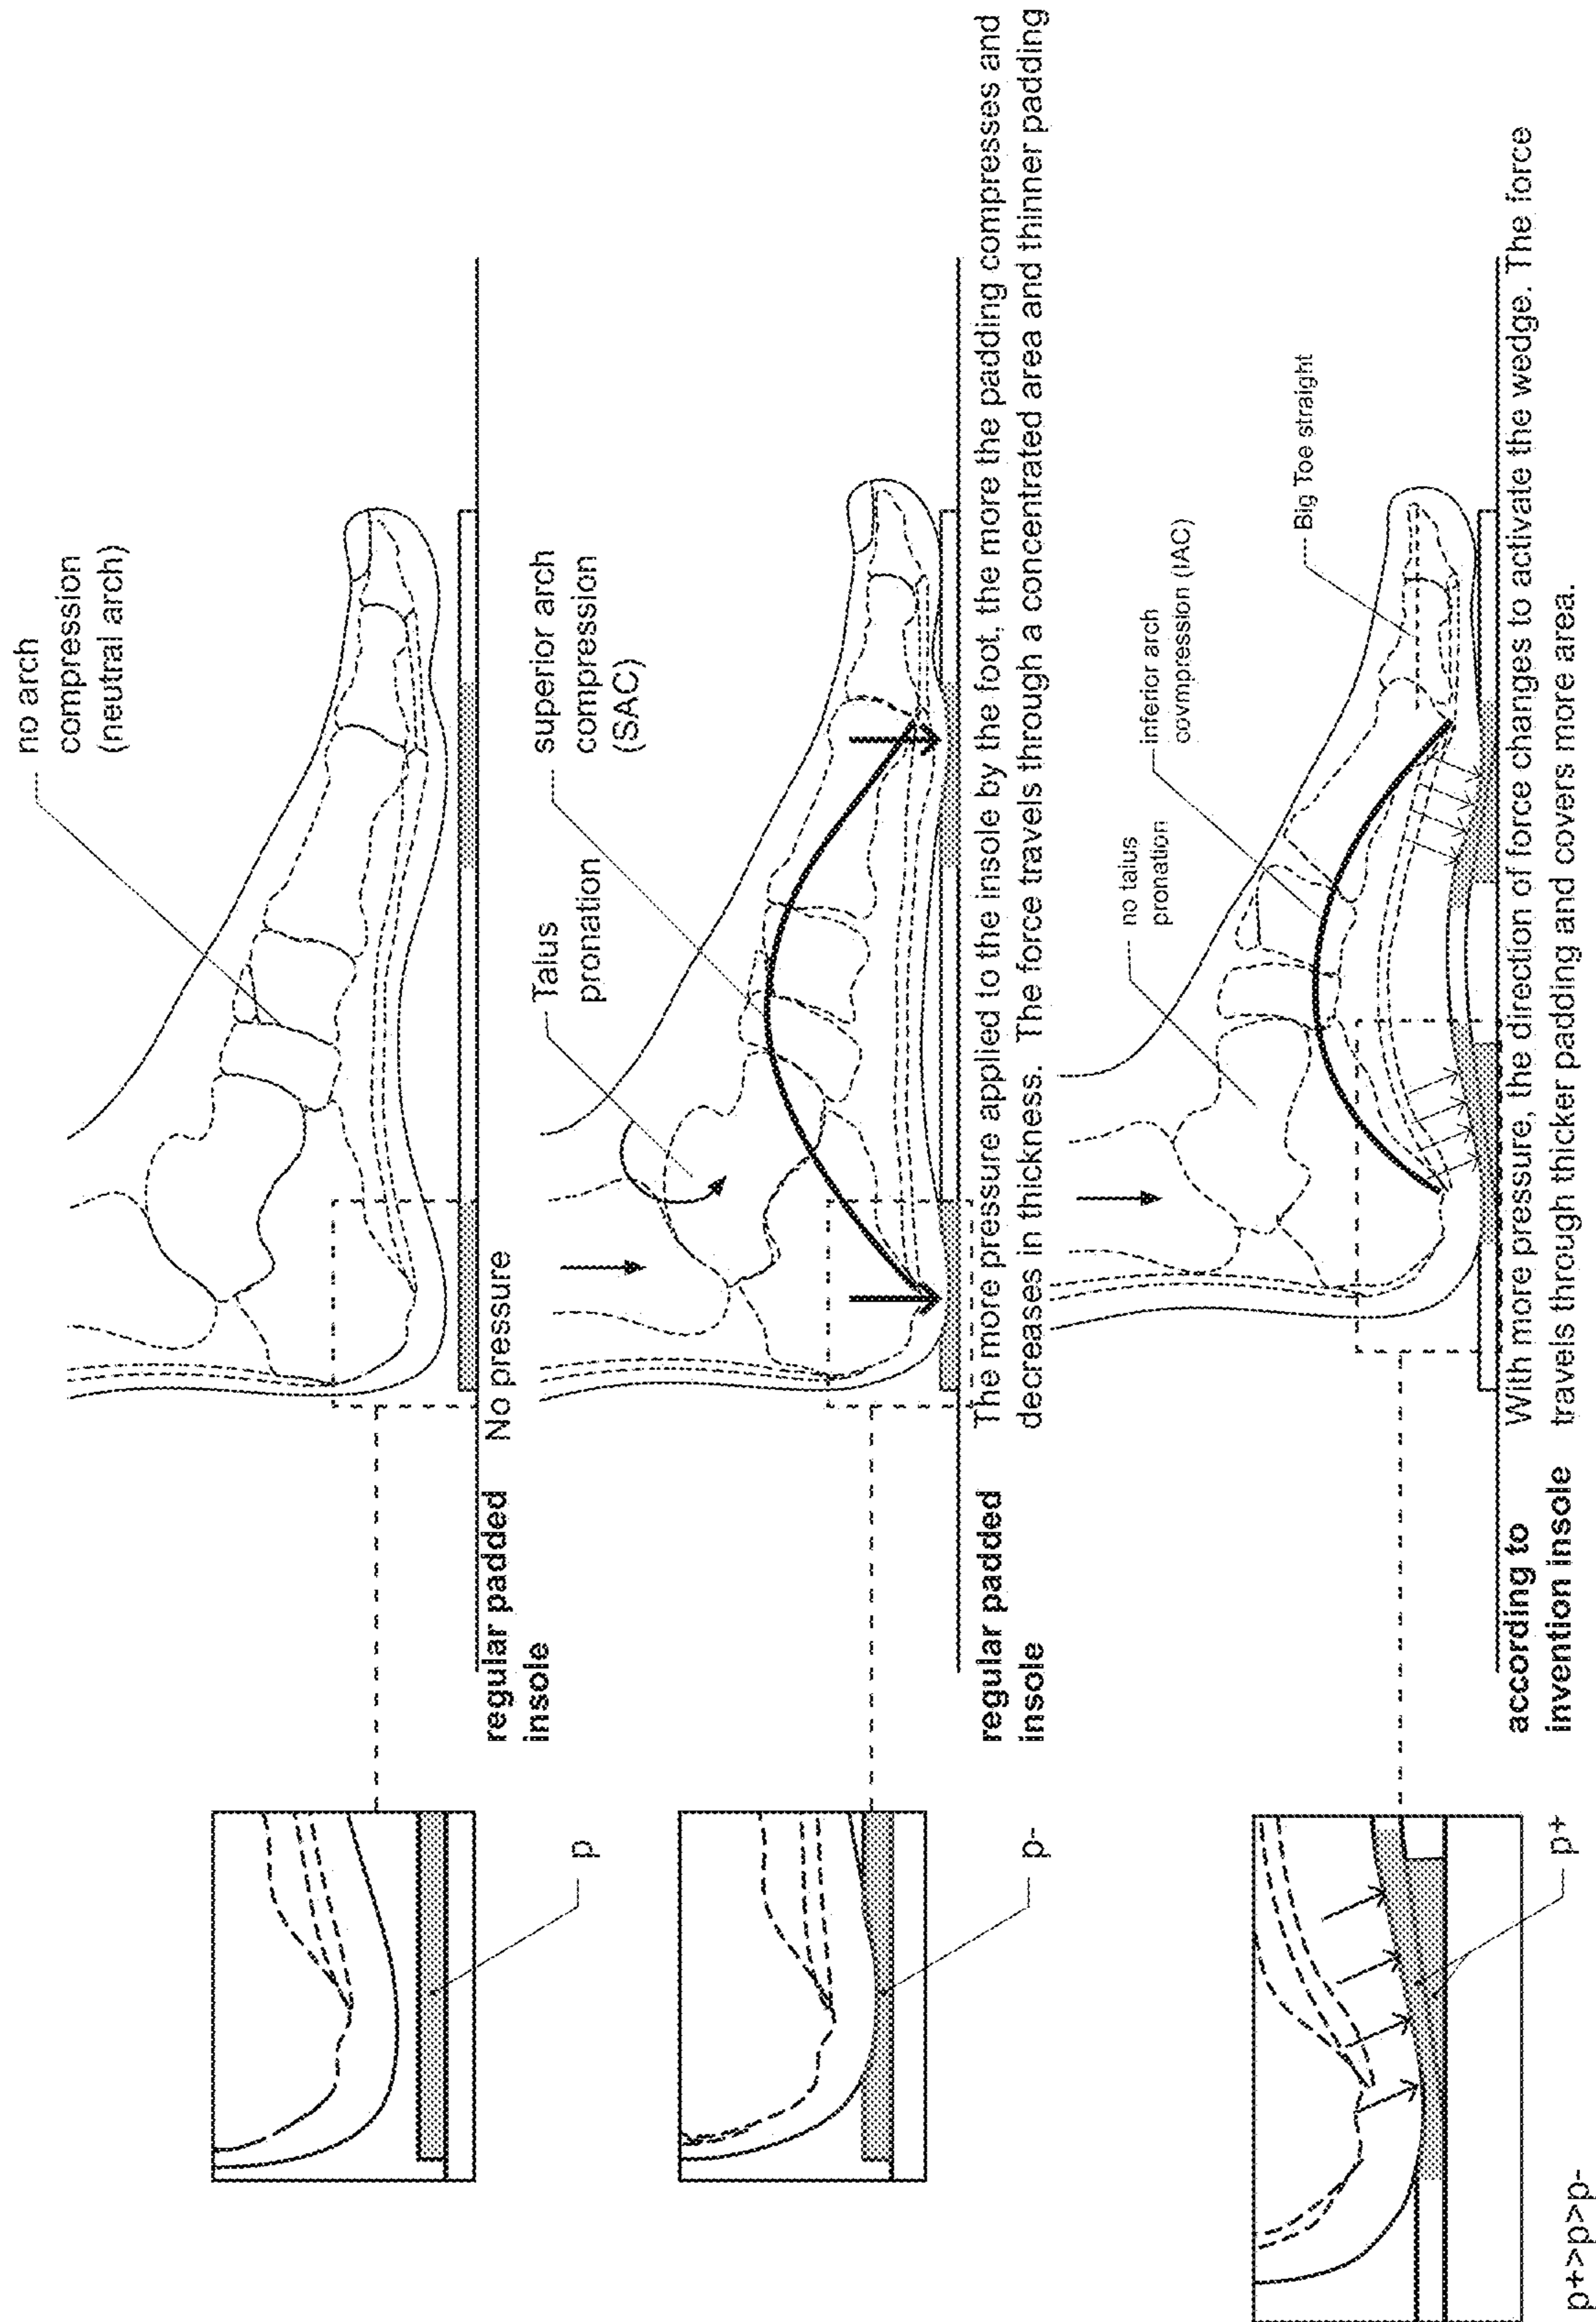 no arch
compression
(neutral arch)
regular padded
insole
No pressure
p
Talus
pronation
superior arch
compression
(SAC)
regular padded
insole
The more pressure applied to the insole by the foot, the more the padding compresses and
decreases in thickness. The force travels through a concentrated area and thinner padding
p-
no talus
pronation
inferior arch
covmpression (IAC)
Big Toe straight
according to
invention insole
With more pressure, the direction of force changes to activate the wedge. The force
travels through thicker padding and covers more area.
p+
p+>p>p-